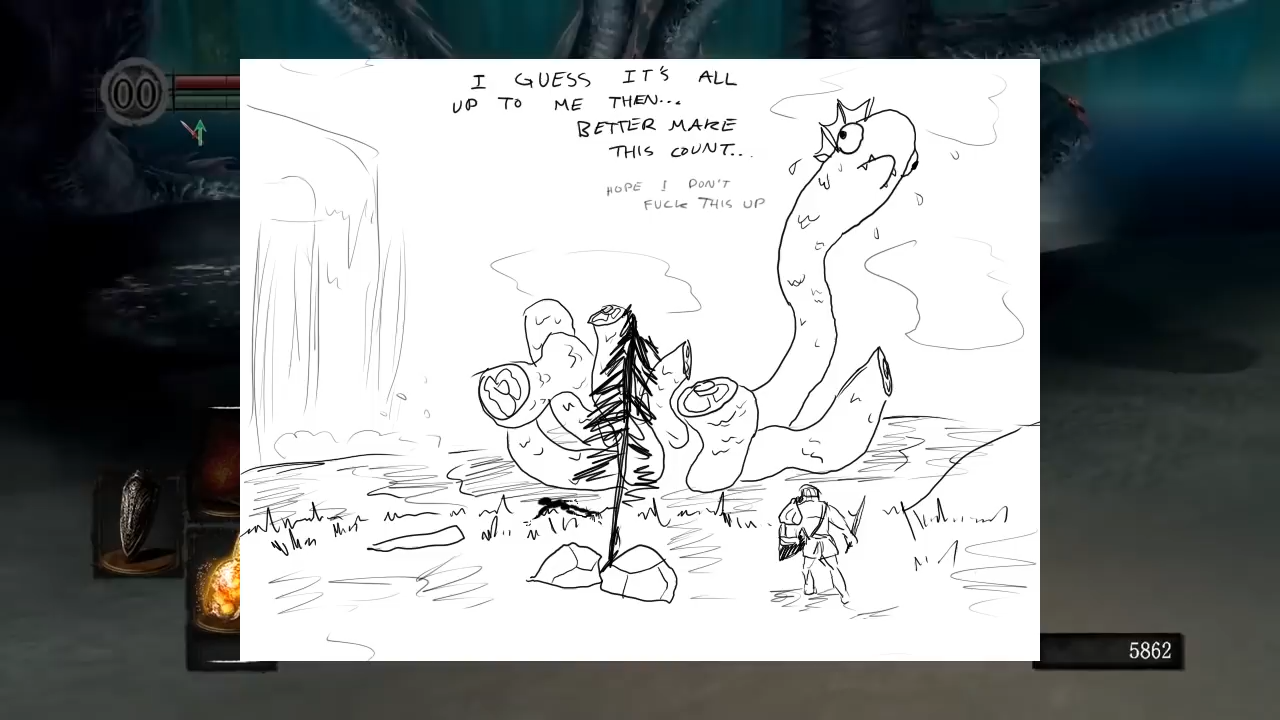 00
I GUESS IT'S ALL
UP TO ME THEN...
BETTER MAKE
THIS COUNT...
HOPE I DON'T
FUCK THIS UP
5862